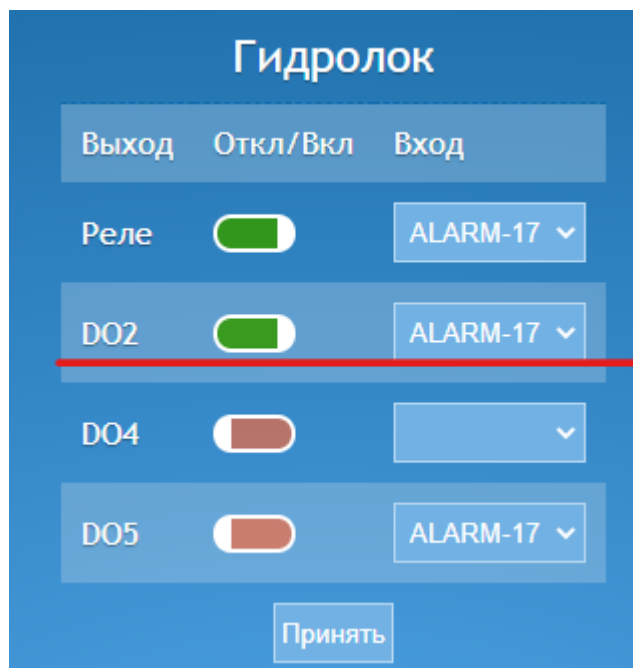 Гидролок
Выход Откл/Вкл Вход
Реле ALARM-17
DO2 ALARM-17
DO4
DO5 ALARM-17
Принять